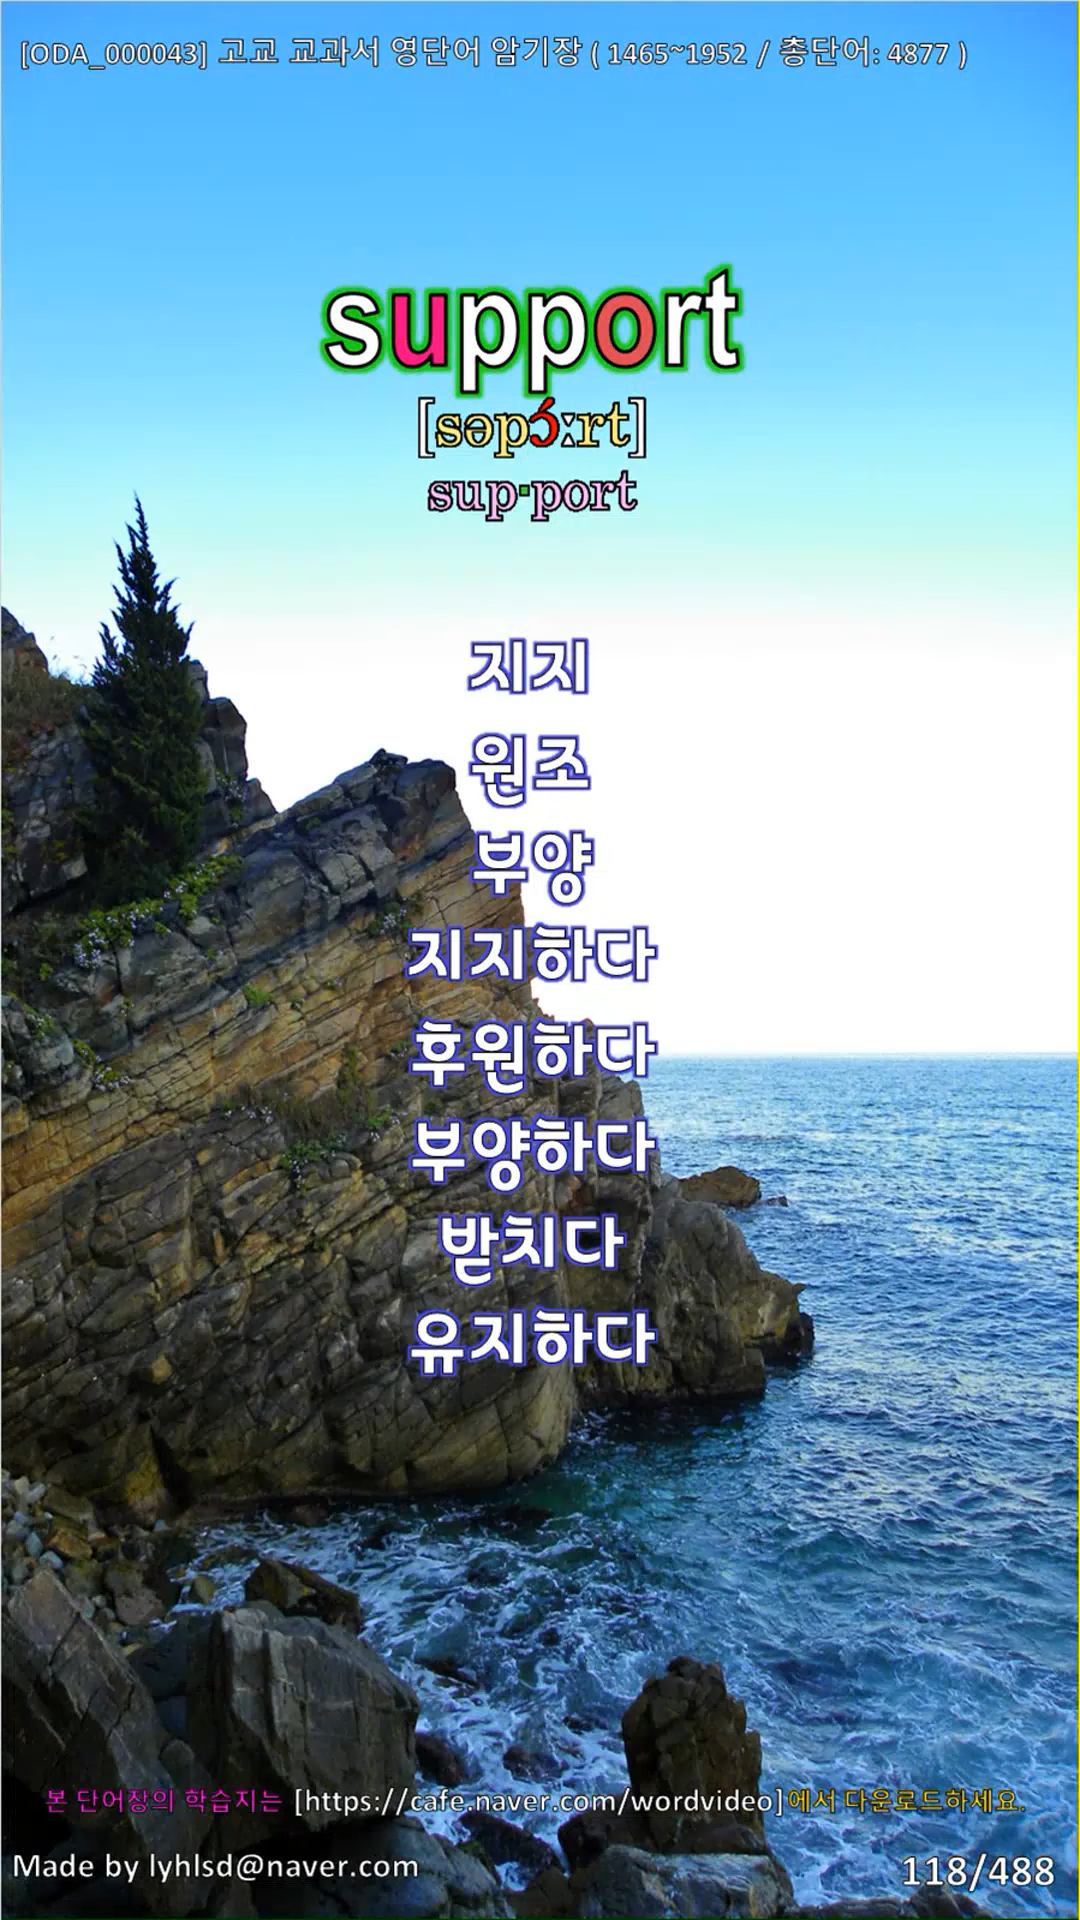 [ODA_000043] 고교 교과서 영단어 암기장 ( 1465~1952 / 총단어: 4877 )
support
[səpɔ́ːrt]
sup·port
지지
원조
부양
지지하다
후원하다
부양하다
받치다
유지하다
본 단어장의 학습지는 [https://cafe.naver.com/wordvideo]에서 다운로드하세요.
Made by lyhlsd@naver.com
118/488